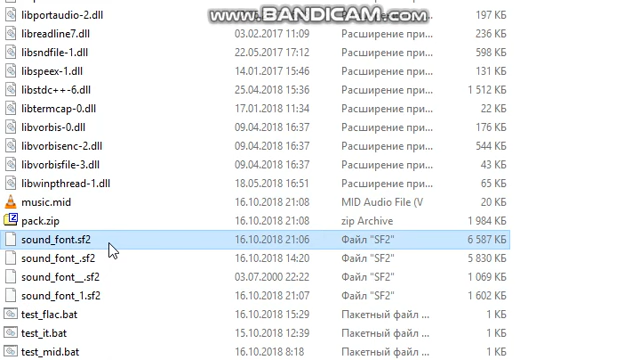 www.BANDICAM.com
libportaudio-2.dll 197 КБ
libreadline7.dll 03.02.2017 11:09 Расширение при... 236 КБ
libsndfile-1.dll 22.05.2017 17:12 Расширение при... 598 КБ
libspeex-1.dll 14.01.2017 15:46 Расширение при... 131 КБ
libstdc++-6.dll 25.04.2018 15:36 Расширение при... 1 512 КБ
libtermcap-0.dll 17.01.2018 11:34 Расширение при... 22 КБ
libvorbis-0.dll 09.04.2018 16:37 Расширение при... 176 КБ
libvorbisenc-2.dll 09.04.2018 16:37 Расширение при... 544 КБ
libvorbisfile-3.dll 09.04.2018 16:37 Расширение при... 43 КБ
libwinpthread-1.dll 18.05.2018 16:51 Расширение при... 65 КБ
music.mid 16.10.2018 21:08 MID Audio File (V 20 КБ
pack.zip 16.10.2018 21:08 zip Archive 1 984 КБ
sound_font.sf2 16.10.2018 21:06 Файл "SF2" 6 587 КБ
sound_font_.sf2 16.10.2018 14:20 Файл "SF2" 5 830 КБ
sound_font__.sf2 03.07.2000 22:22 Файл "SF2" 1 069 КБ
sound_font_1.sf2 16.10.2018 21:07 Файл "SF2" 1 602 КБ
test_flac.bat 16.10.2018 15:29 Пакетный файл ... 1 КБ
test_it.bat 15.10.2018 12:39 Пакетный файл ... 1 КБ
test_mid.bat 16.10.2018 8:18 Пакетный файл ... 1 КБ